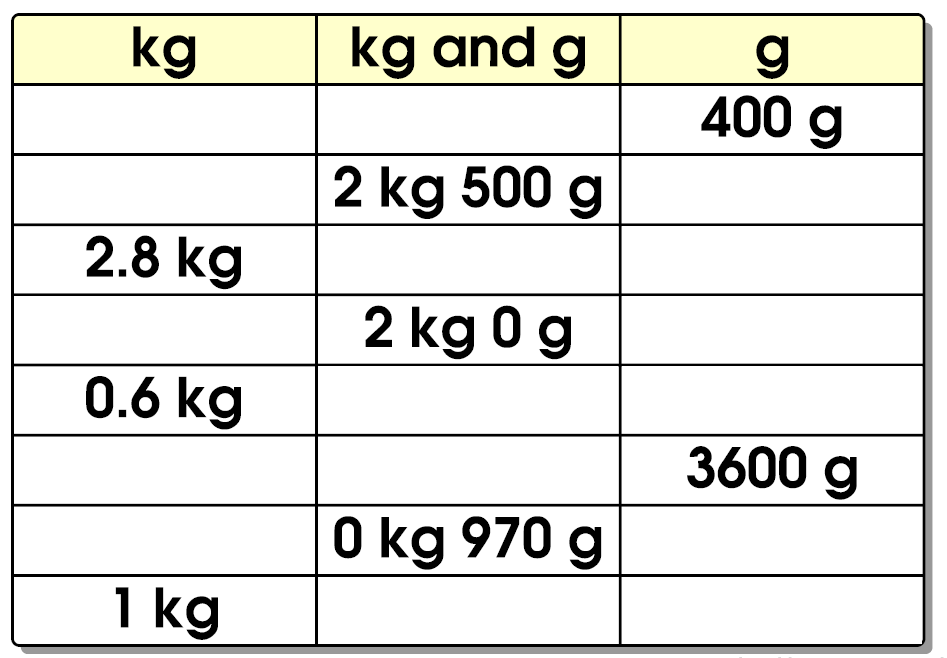 kg kg and g g
400 g
2 kg 500 g
2.8 kg
2 kg 0 g
0.6 kg
3600 g
0 kg 970 g
1 kg